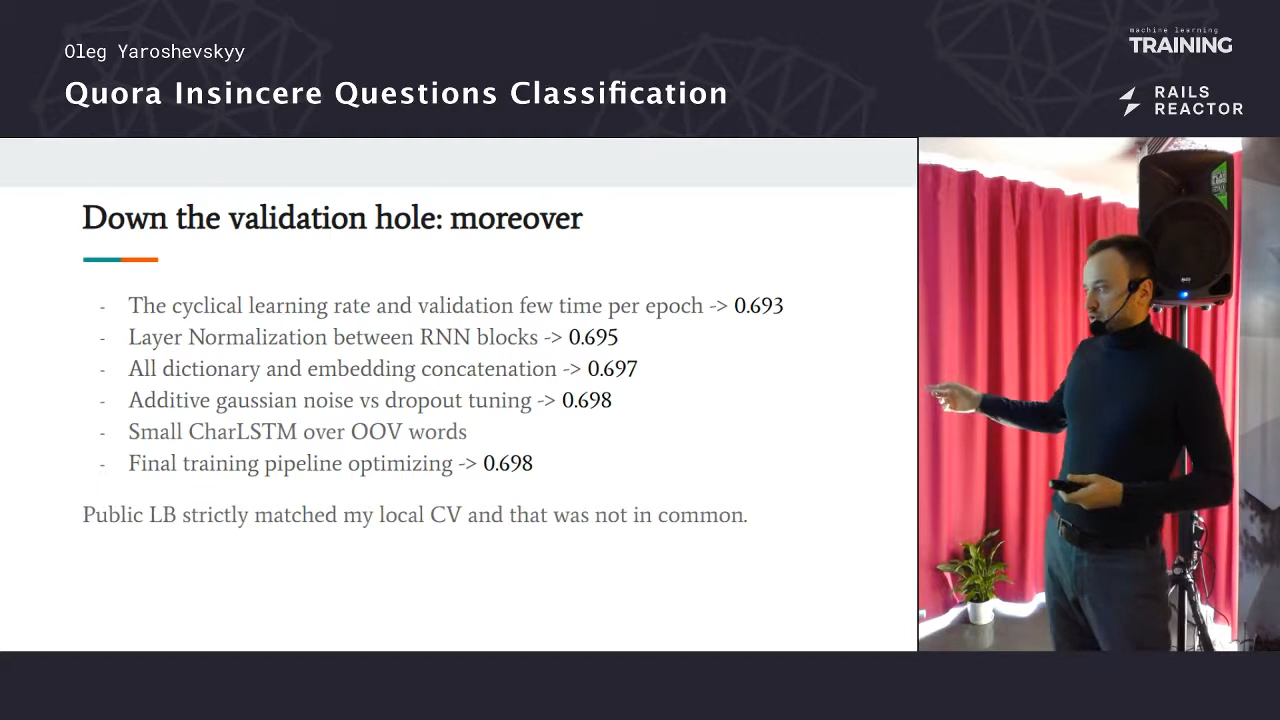 Oleg Yaroshevskyy
Quora Insincere Questions Classification
machine learning
TRAINING
RAILS
REACTOR
Down the validation hole: moreover
- The cyclical learning rate and validation few time per epoch -> 0.693
- Layer Normalization between RNN blocks -> 0.695
- All dictionary and embedding concatenation -> 0.697
- Additive gaussian noise vs dropout tuning -> 0.698
- Small CharLSTM over OOV words
- Final training pipeline optimizing -> 0.698
Public LB strictly matched my local CV and that was not in common.